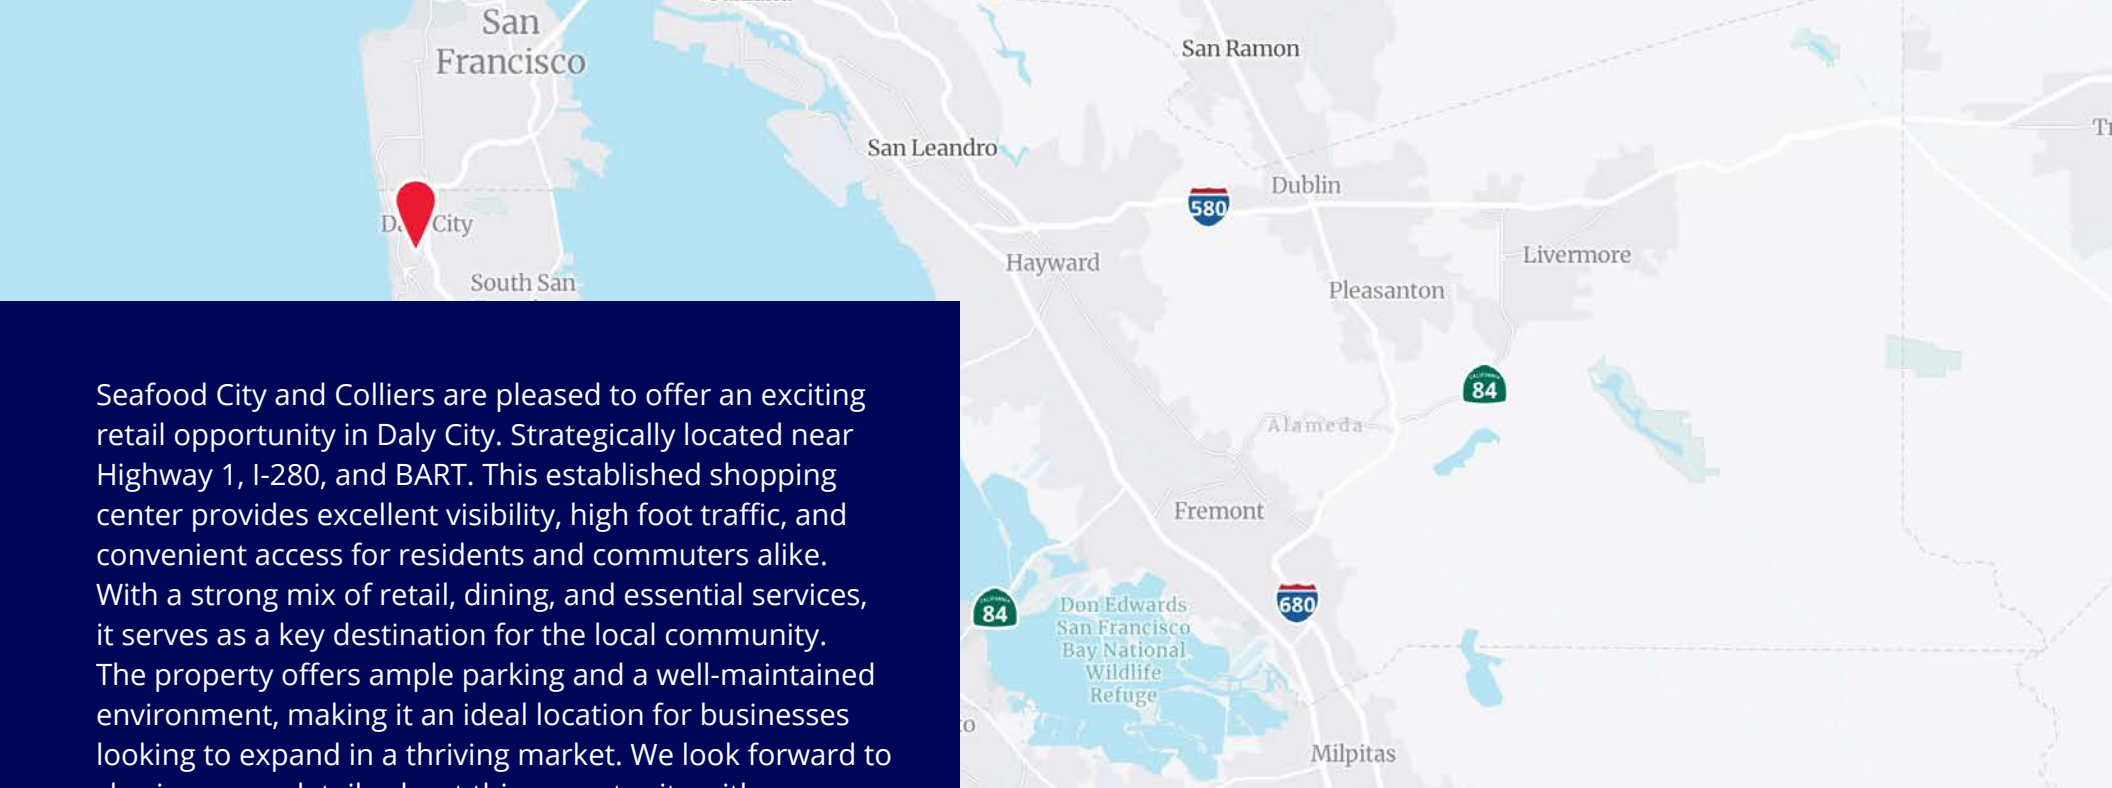 San
Francisco
San Ramon
San Leandro
580
Dublin
City
Hayward
Livermore
South San
Pleasanton
CALIFORNIA
84
Alameda
Fremont
CALIFORNIA
84
680
Don Edwards
San Francisco
Bay National
Wildlife
Refuge
Milpitas
Seafood City and Colliers are pleased to offer an exciting
retail opportunity in Daly City. Strategically located near
Highway 1, I-280, and BART. This established shopping
center provides excellent visibility, high foot traffic, and
convenient access for residents and commuters alike.
With a strong mix of retail, dining, and essential services,
it serves as a key destination for the local community.
The property offers ample parking and a well-maintained
environment, making it an ideal location for businesses
looking to expand in a thriving market. We look forward to